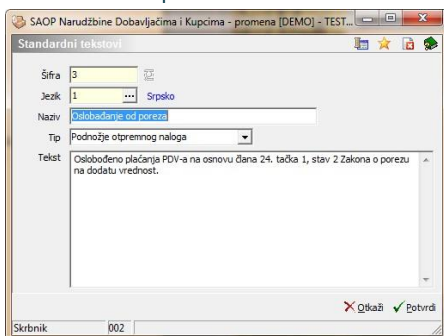 SAOP Narudžbine Dobavljačima i Kupcima - promena [DEMO] - TEST...
Standardni tekstovi
Šifra 3
Jezik 1 ... Srpsko
Naziv Oslobađanje od poreza
Tip Podnožje otpremnog naloga
Tekst Oslobođeno plaćanja PDV-a na osnovu člana 24. tačka 1, stav 2 Zakona o porezu
na dodatu vrednost.
Otkaži Potvrdi
Skrbnik 002